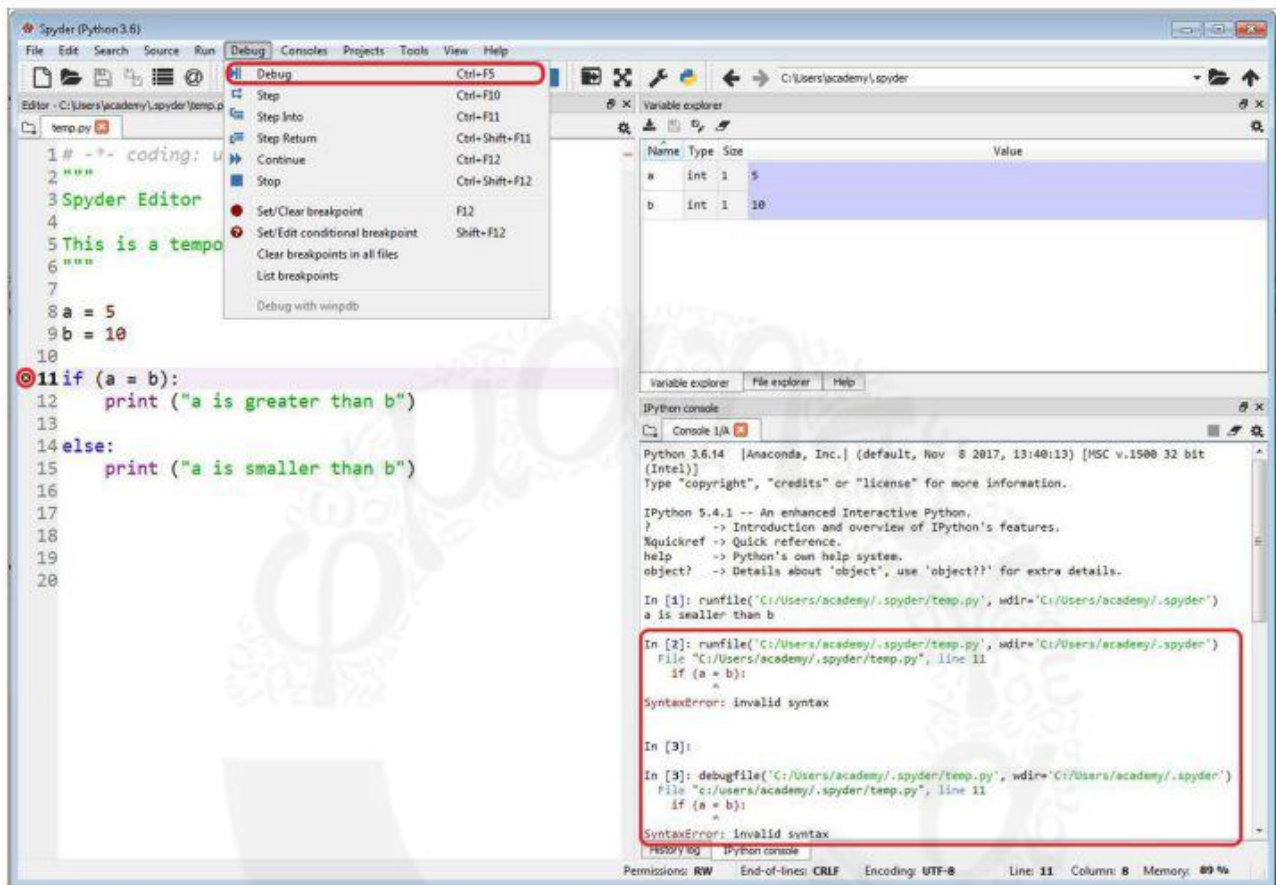 Spyder (Python 3.6)
File Edit Search Source Run Debug Consoles Projects Tools View Help
Debug Ctrl+F5
Step Ctrl+F10
Step Into Ctrl+F11
Step Return Ctrl+Shift+F11
Continue Ctrl+F12
Stop Ctrl+Shift+F12
Set/Clear breakpoint F12
Set/Edit conditional breakpoint Shift+F12
Clear breakpoints in all files
List breakpoints
Debug with winpdb
C:\Users\academy\.spyder
Editor - C:\Users\academy\.spyder\temp.p
temp.py
1 # -*- coding: u
2 """
3 Spyder Editor
4
5 This is a tempo
6 """
7
8 a = 5
9 b = 10
10
11 if (a = b):
12 print ("a is greater than b")
13
14 else:
15 print ("a is smaller than b")
16
17
18
19
20
Variable explorer
Name Type Size Value
a int 1 5
b int 1 10
Variable explorer File explorer Help
IPython console
Console 1/A
Python 3.6.14 |Anaconda, Inc.| (default, Nov 8 2017, 13:40:13) [MSC v.1500 32 bit
(Intel)]
Type "copyright", "credits" or "license" for more information.
IPython 5.4.1 -- An enhanced Interactive Python.
? -> Introduction and overview of IPython's features.
%quickref -> Quick reference.
help -> Python's own help system.
object? -> Details about 'object', use 'object??' for extra details.
In [1]: runfile('C:/Users/academy/.spyder/temp.py', wdir='C:/Users/academy/.spyder')
a is smaller than b
In [2]: runfile('C:/Users/academy/.spyder/temp.py', wdir='C:/Users/academy/.spyder')
File "C:/Users/academy/.spyder/temp.py", line 11
if (a = b):
^
SyntaxError: invalid syntax
In [3]:
In [3]: debugfile('C:/Users/academy/.spyder/temp.py', wdir='C:/Users/academy/.spyder')
File "c:/users/academy/.spyder/temp.py", line 11
if (a = b):
^
SyntaxError: invalid syntax
History log IPython console
Permissions: RW End-of-lines: CRLF Encoding: UTF-8 Line: 11 Column: 8 Memory: 89 %